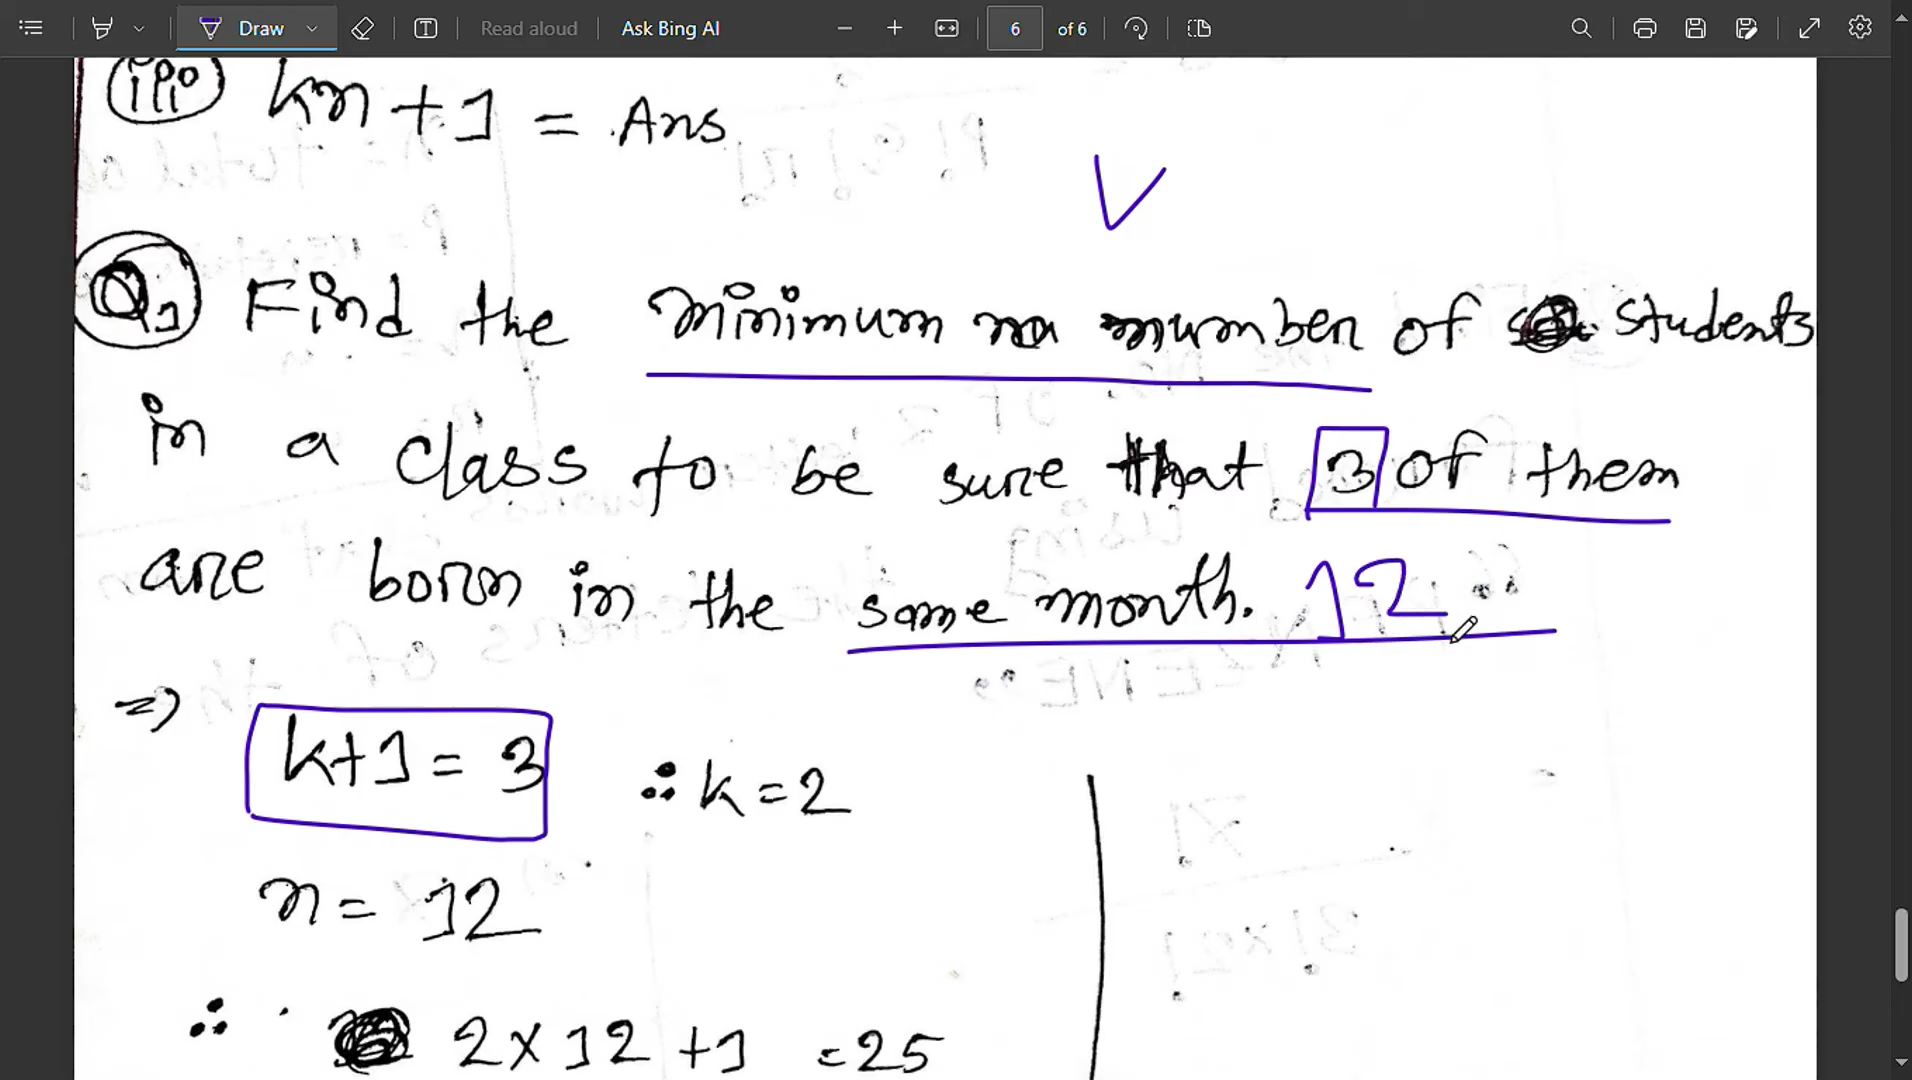 Draw
Read aloud
Ask Bing AI
6 of 6
iii kn + 1 = Ans
Q1 Find the minimum number of students
in a class to be sure that 3 of them
are born in the same month. 12
⇒ k+1 = 3 ∴ k = 2
n = 12
∴ 2 × 12 + 1 = 25